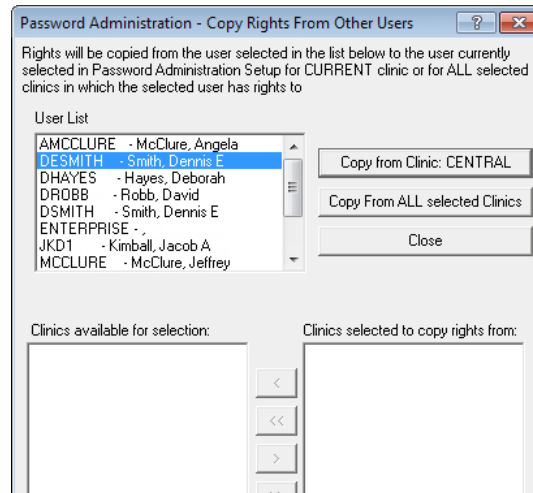 Password Administration - Copy Rights From Other Users
?
Rights will be copied from the user selected in the list below to the user currently
selected in Password Administration Setup for CURRENT clinic or for ALL selected
clinics in which the selected user has rights to
User List
AMCCLURE - McClure, Angela
DESMITH - Smith, Dennis E
DHAYES - Hayes, Deborah
DROBB - Robb, David
DSMITH - Smith, Dennis E
ENTERPRISE - ,
JKD1 - Kimball, Jacob A
MCCLURE - McClure, Jeffrey
Copy from Clinic: CENTRAL
Copy From ALL selected Clinics
Close
Clinics available for selection:
Clinics selected to copy rights from:
<
<<
>
>>